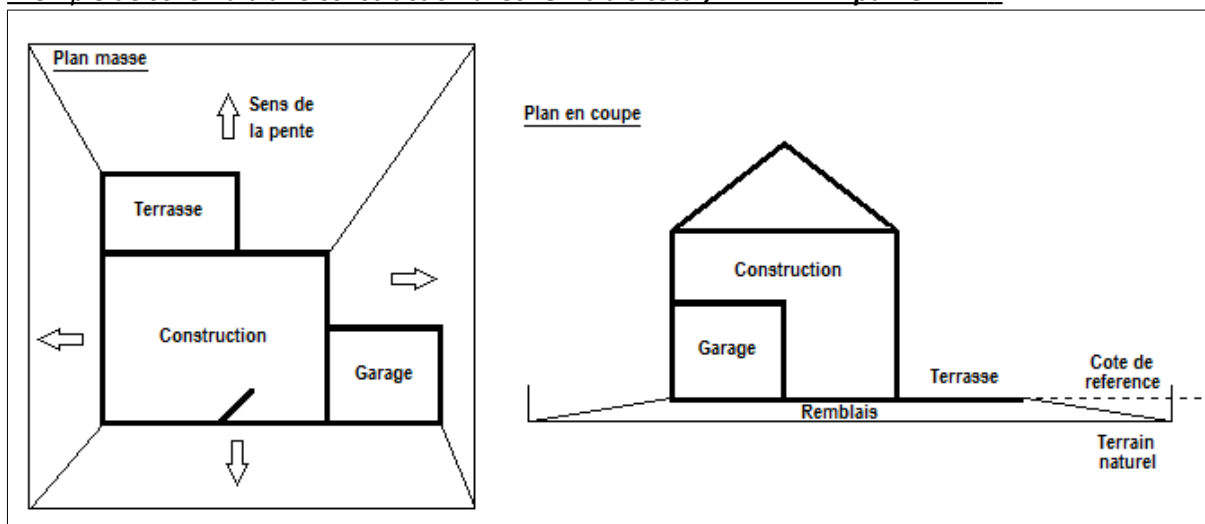 Plan masse
Sens de
la pente
Terrasse
Construction
Garage
Plan en coupe
Construction
Garage
Terrasse
Cote de
reference
Remblais
Terrain
naturel